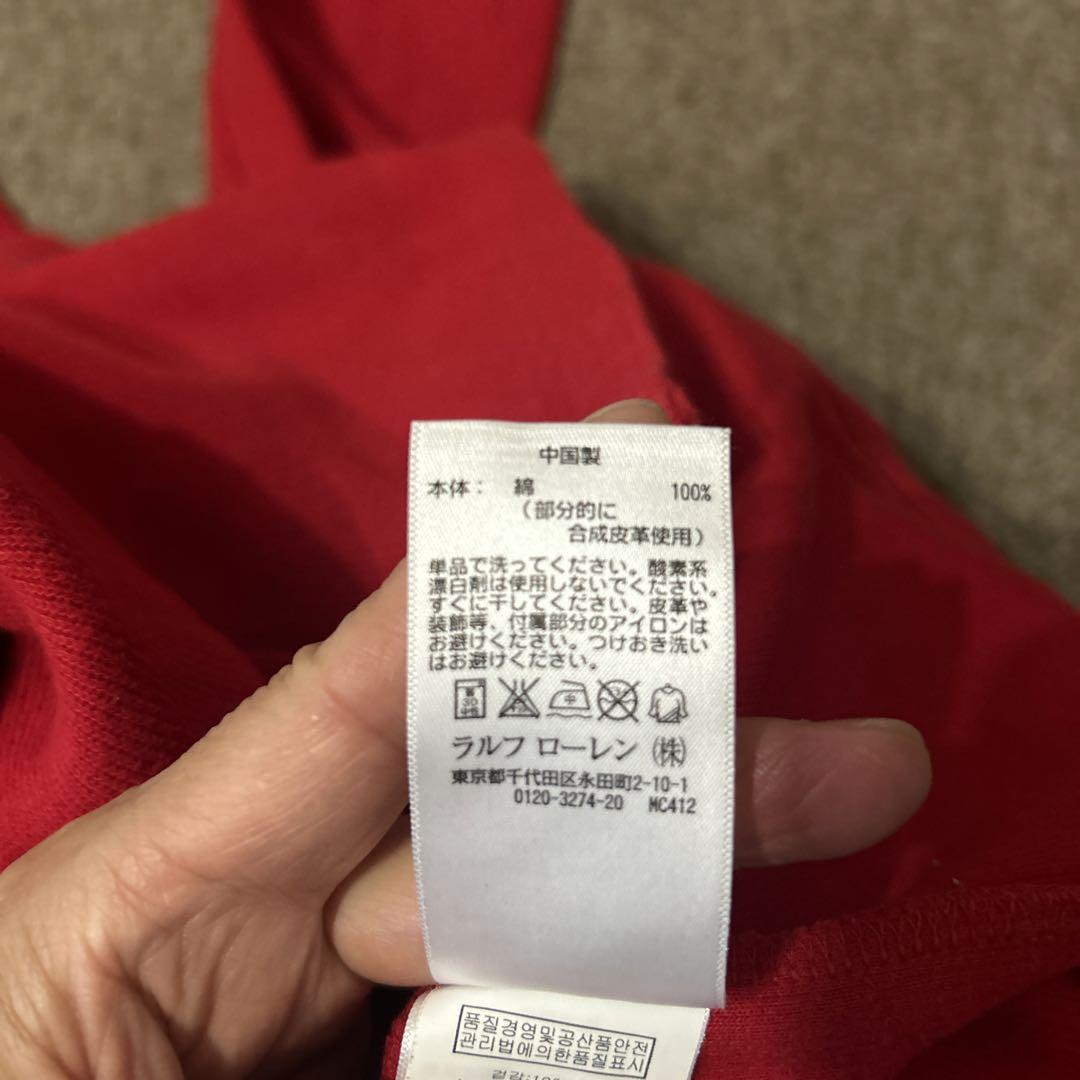 中国製
本体： 綿 100%
（部分的に
合成皮革使用）
単品で洗ってください。酸素系
漂白剤は使用しないでください。
すぐに干してください。皮革や
装飾等、付属部分のアイロンは
お避けください。つけおき洗い
はお避けください。
ラルフ ローレン ㈱
東京都千代田区永田町2-10-1
0120-3274-20 MC412
품질경영및공산품안전
관리법에의한품질표시